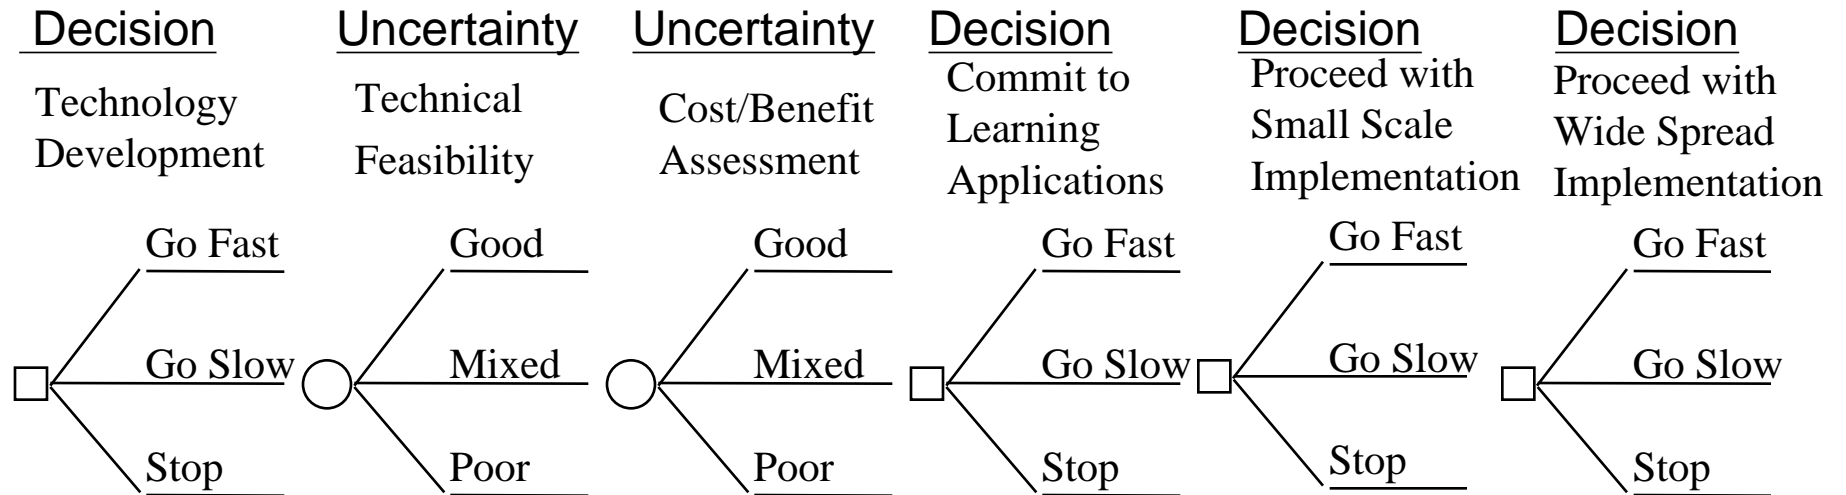 Decision
Technology
Development
Go Fast
Go Slow
Stop
Uncertainty
Technical
Feasibility
Good
Mixed
Poor
Uncertainty
Cost/Benefit
Assessment
Good
Mixed
Poor
Decision
Commit to
Learning
Applications
Go Fast
Go Slow
Stop
Decision
Proceed with
Small Scale
Implementation
Go Fast
Go Slow
Stop
Decision
Proceed with
Wide Spread
Implementation
Go Fast
Go Slow
Stop